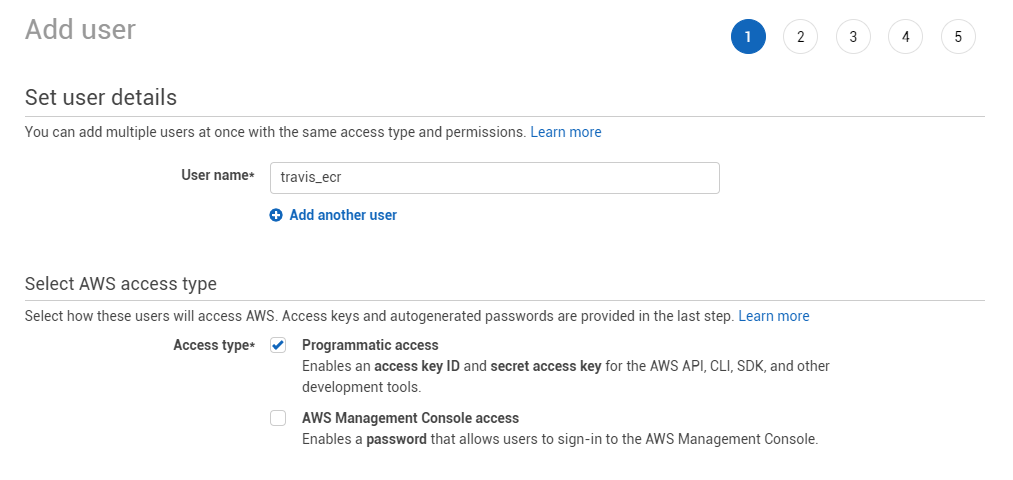 Add user
1 2 3 4 5
Set user details
You can add multiple users at once with the same access type and permissions. Learn more
User name* travis_ecr
Add another user
Select AWS access type
Select how these users will access AWS. Access keys and autogenerated passwords are provided in the last step. Learn more
Access type* Programmatic access
Enables an access key ID and secret access key for the AWS API, CLI, SDK, and other
development tools.
AWS Management Console access
Enables a password that allows users to sign-in to the AWS Management Console.